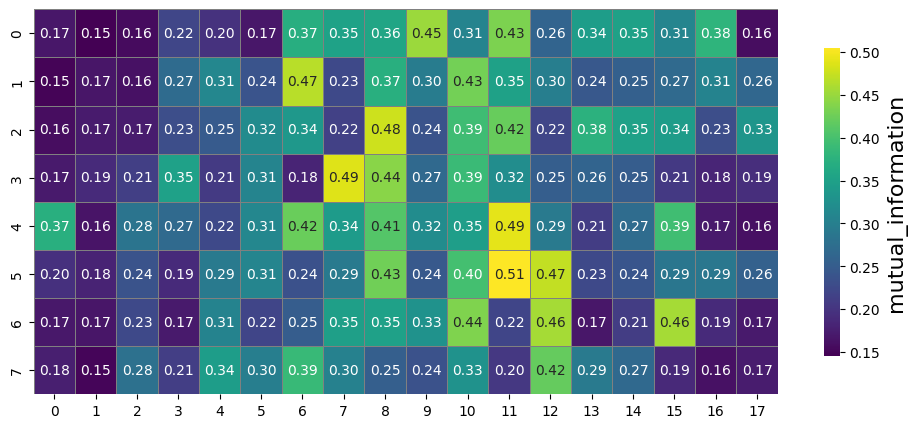 0 0.17 0.15 0.16 0.22 0.20 0.17 0.37 0.35 0.36 0.45 0.31 0.43 0.26 0.34 0.35 0.31 0.38 0.16
1 0.15 0.17 0.16 0.27 0.31 0.24 0.47 0.23 0.37 0.30 0.43 0.35 0.30 0.24 0.25 0.27 0.31 0.26
2 0.16 0.17 0.17 0.23 0.25 0.32 0.34 0.22 0.48 0.24 0.39 0.42 0.22 0.38 0.35 0.34 0.23 0.33
3 0.17 0.19 0.21 0.35 0.21 0.31 0.18 0.49 0.44 0.27 0.39 0.32 0.25 0.26 0.25 0.21 0.18 0.19
4 0.37 0.16 0.28 0.27 0.22 0.31 0.42 0.34 0.41 0.32 0.35 0.49 0.29 0.21 0.27 0.39 0.17 0.16
5 0.20 0.18 0.24 0.19 0.29 0.31 0.24 0.29 0.43 0.24 0.40 0.51 0.47 0.23 0.24 0.29 0.29 0.26
6 0.17 0.17 0.23 0.17 0.31 0.22 0.25 0.35 0.35 0.33 0.44 0.22 0.46 0.17 0.21 0.46 0.19 0.17
7 0.18 0.15 0.28 0.21 0.34 0.30 0.39 0.30 0.25 0.24 0.33 0.20 0.42 0.29 0.27 0.19 0.16 0.17
0 1 2 3 4 5 6 7 8 9 10 11 12 13 14 15 16 17
0.50
0.45
0.40
0.35
0.30
0.25
0.20
0.15
mutual_information